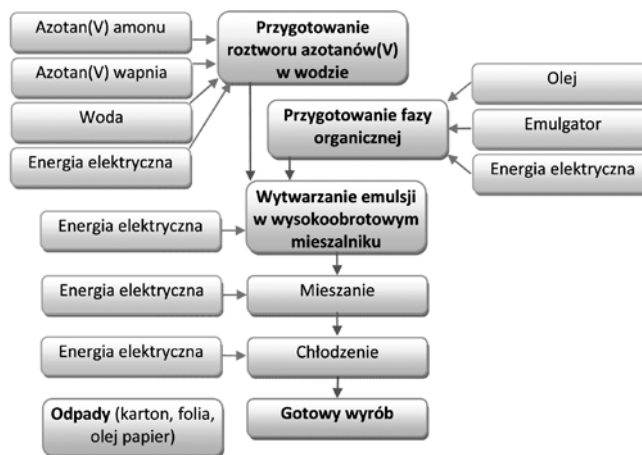 Azotan(V) amonu
Azotan(V) wapnia
Woda
Energia elektryczna
Przygotowanie
roztworu azotanów(V)
w wodzie
Olej
Emulgator
Energia elektryczna
Przygotowanie fazy
organicznej
Energia elektryczna
Wytwarzanie emulsji
w wysokoobrotowym
mieszalniku
Energia elektryczna
Mieszanie
Energia elektryczna
Chłodzenie
Odpady (karton, folia,
olej papier)
Gotowy wyrób